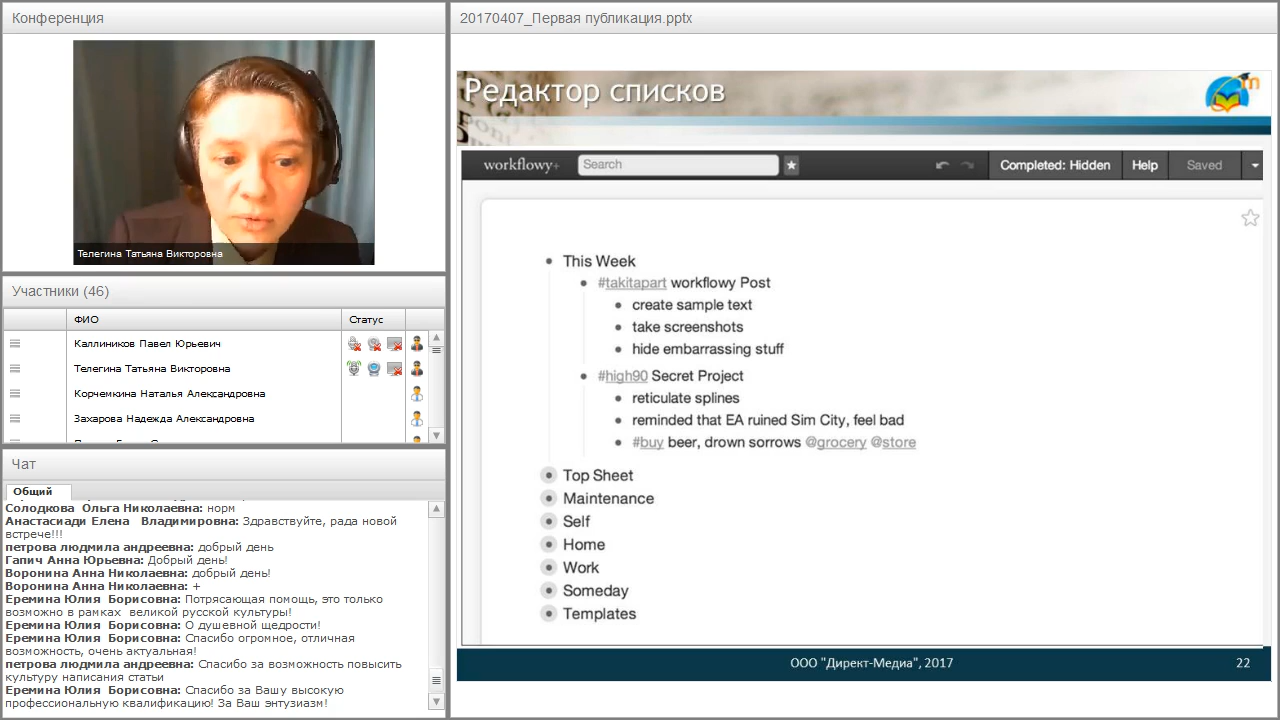 Конференция
Телегина Татьяна Викторовна
Участники (46)
ФИО Статус
Каллиников Павел Юрьевич
Телегина Татьяна Викторовна
Корчемкина Наталья Александровна
Захарова Надежда Александровна
Чат
Общий
Солодкова Ольга Николаевна: норм
Анастасиади Елена Владимировна: Здравствуйте, рада новой
встрече!!!
петрова людмила андреевна: добрый день
Гапич Анна Юрьевна: Добрый день!
Воронина Анна Николаевна: добрый день!
Воронина Анна Николаевна: +
Еремина Юлия Борисовна: Потрясающая помощь, это только
возможно в рамках великой русской культуры!
Еремина Юлия Борисовна: О душевной щедрости!
Еремина Юлия Борисовна: Спасибо огромное, отличная
возможность, очень актуальная!
петрова людмила андреевна: Спасибо за возможность повысить
культуру написания статьи
Еремина Юлия Борисовна: Спасибо за Вашу высокую
профессиональную квалификацию! За Ваш энтузиазм!
20170407_Первая публикация.pptx
Редактор списков
workflowy+ Search Completed: Hidden Help Saved
This Week
#takitapart workflowy Post
create sample text
take screenshots
hide embarrassing stuff
#high90 Secret Project
reticulate splines
reminded that EA ruined Sim City, feel bad
#buy beer, drown sorrows @grocery @store
Top Sheet
Maintenance
Self
Home
Work
Someday
Templates
ООО "Директ-Медиа", 2017 22